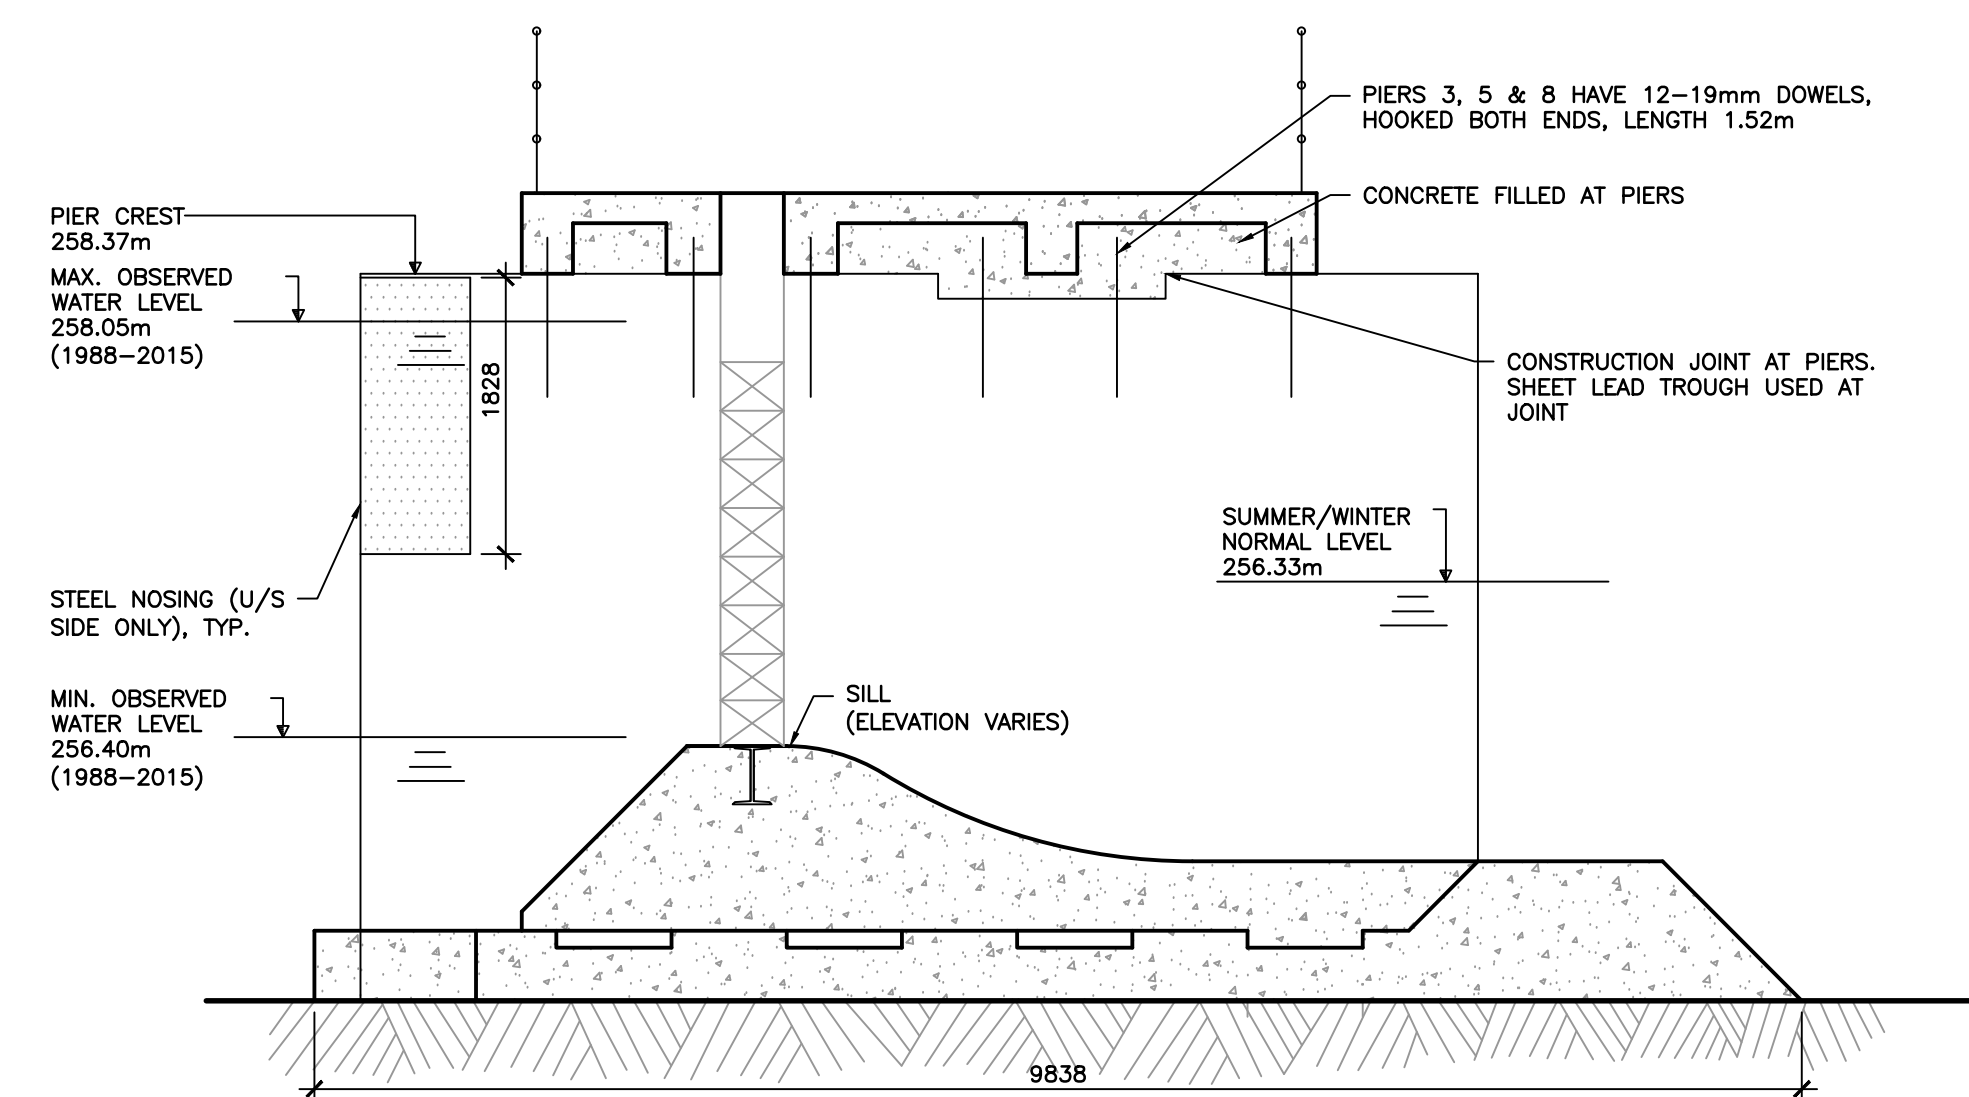 PIERS 3, 5 & 8 HAVE 12-19mm DOWELS,
HOOKED BOTH ENDS, LENGTH 1.52m
CONCRETE FILLED AT PIERS
PIER CREST
258.37m
MAX. OBSERVED
WATER LEVEL
258.05m
(1988-2015)
1828
CONSTRUCTION JOINT AT PIERS.
SHEET LEAD TROUGH USED AT
JOINT
SUMMER/WINTER
NORMAL LEVEL
256.33m
STEEL NOSING (U/S
SIDE ONLY), TYP.
MIN. OBSERVED
WATER LEVEL
256.40m
(1988-2015)
SILL
(ELEVATION VARIES)
9838